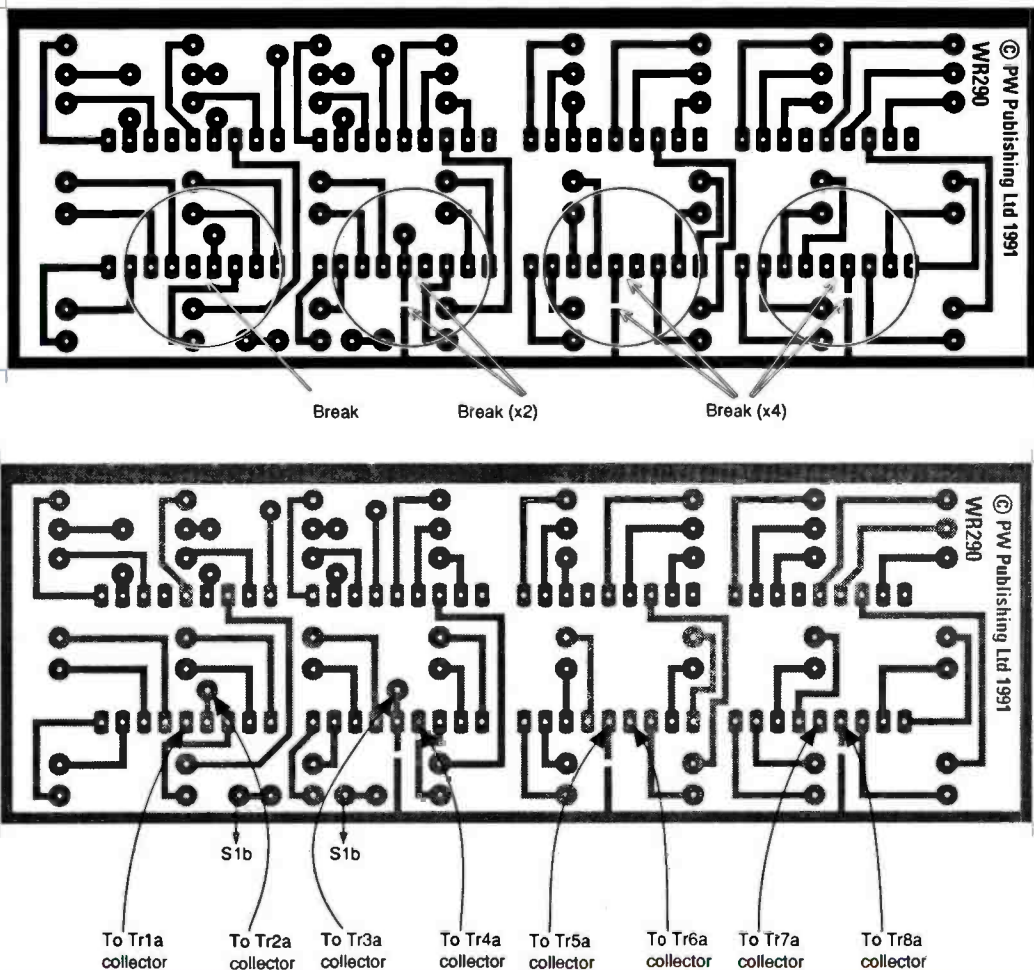 © PW Publishing Ltd 1991
WR290
Break
Break (x2)
Break (x4)
© PW Publishing Ltd 1991
WR290
S1b
S1b
To Tr1a
collector
To Tr2a
collector
To Tr3a
collector
To Tr4a
collector
To Tr5a
collector
To Tr6a
collector
To Tr7a
collector
To Tr8a
collector